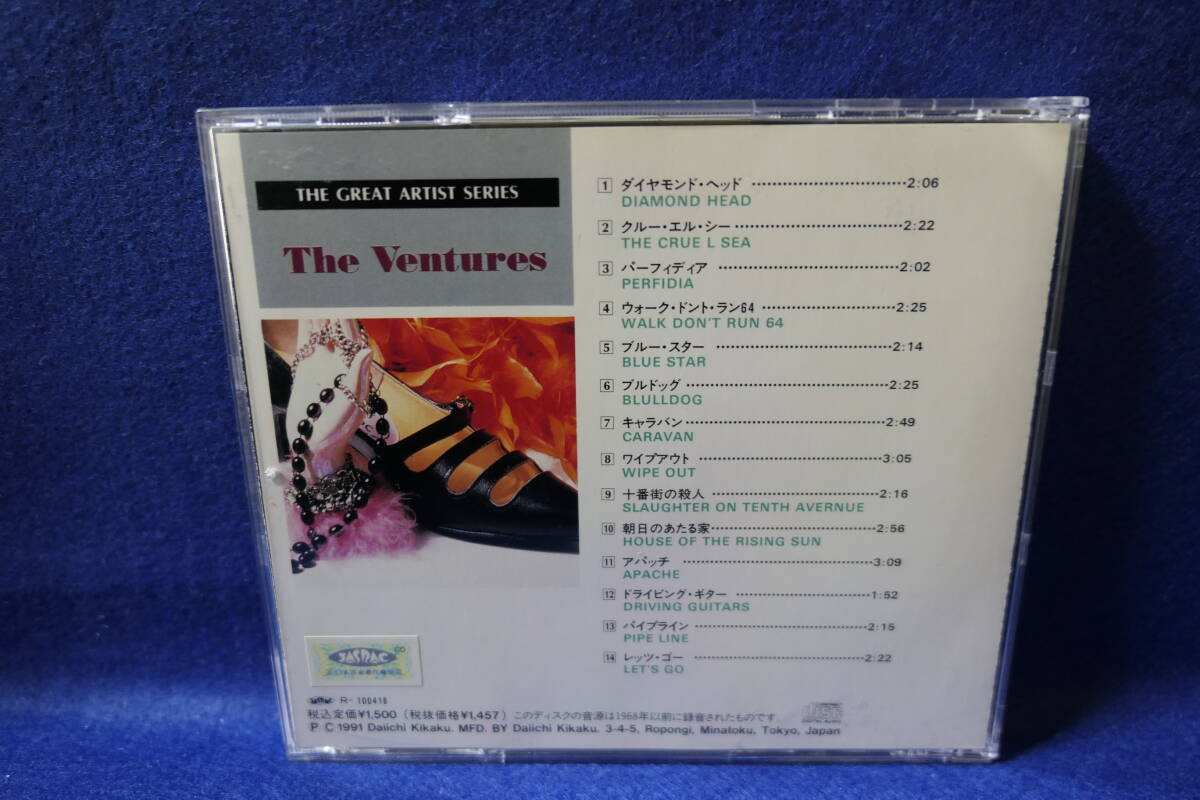 THE GREAT ARTIST SERIES
The Ventures
1 ダイヤモンド・ヘッド 2:06
DIAMOND HEAD
2 クルー・エル・シー 2:22
THE CRUE L SEA
3 パーフィディア 2:02
PERFIDIA
4 ウォーク・ドント・ラン64 2:25
WALK DON'T RUN 64
5 ブルー・スター 2:14
BLUE STAR
6 ブルドッグ 2:25
BLULLDOG
7 キャラバン 2:49
CARAVAN
8 ワイプアウト 3:05
WIPE OUT
9 十番街の殺人 2:16
SLAUGHTER ON TENTH AVERNUE
10 朝日のあたる家 2:56
HOUSE OF THE RISING SUN
11 アパッチ 3:09
APACHE
12 ドライビング・ギター 1:52
DRIVING GUITARS
13 パイプライン 2:15
PIPE LINE
14 レッツ・ゴー 2:22
LET'S GO
CD
JASRAC
JASRAC R-100418
税込定価¥1,500 (税抜価格¥1,457) このディスクの音源は1968年以前に録音されたものです。
P C 1991 Daiichi Kikaku. MFD. BY Daiichi Kikaku. 3-4-5, Ropongi, Minatoku, Tokyo, Japan